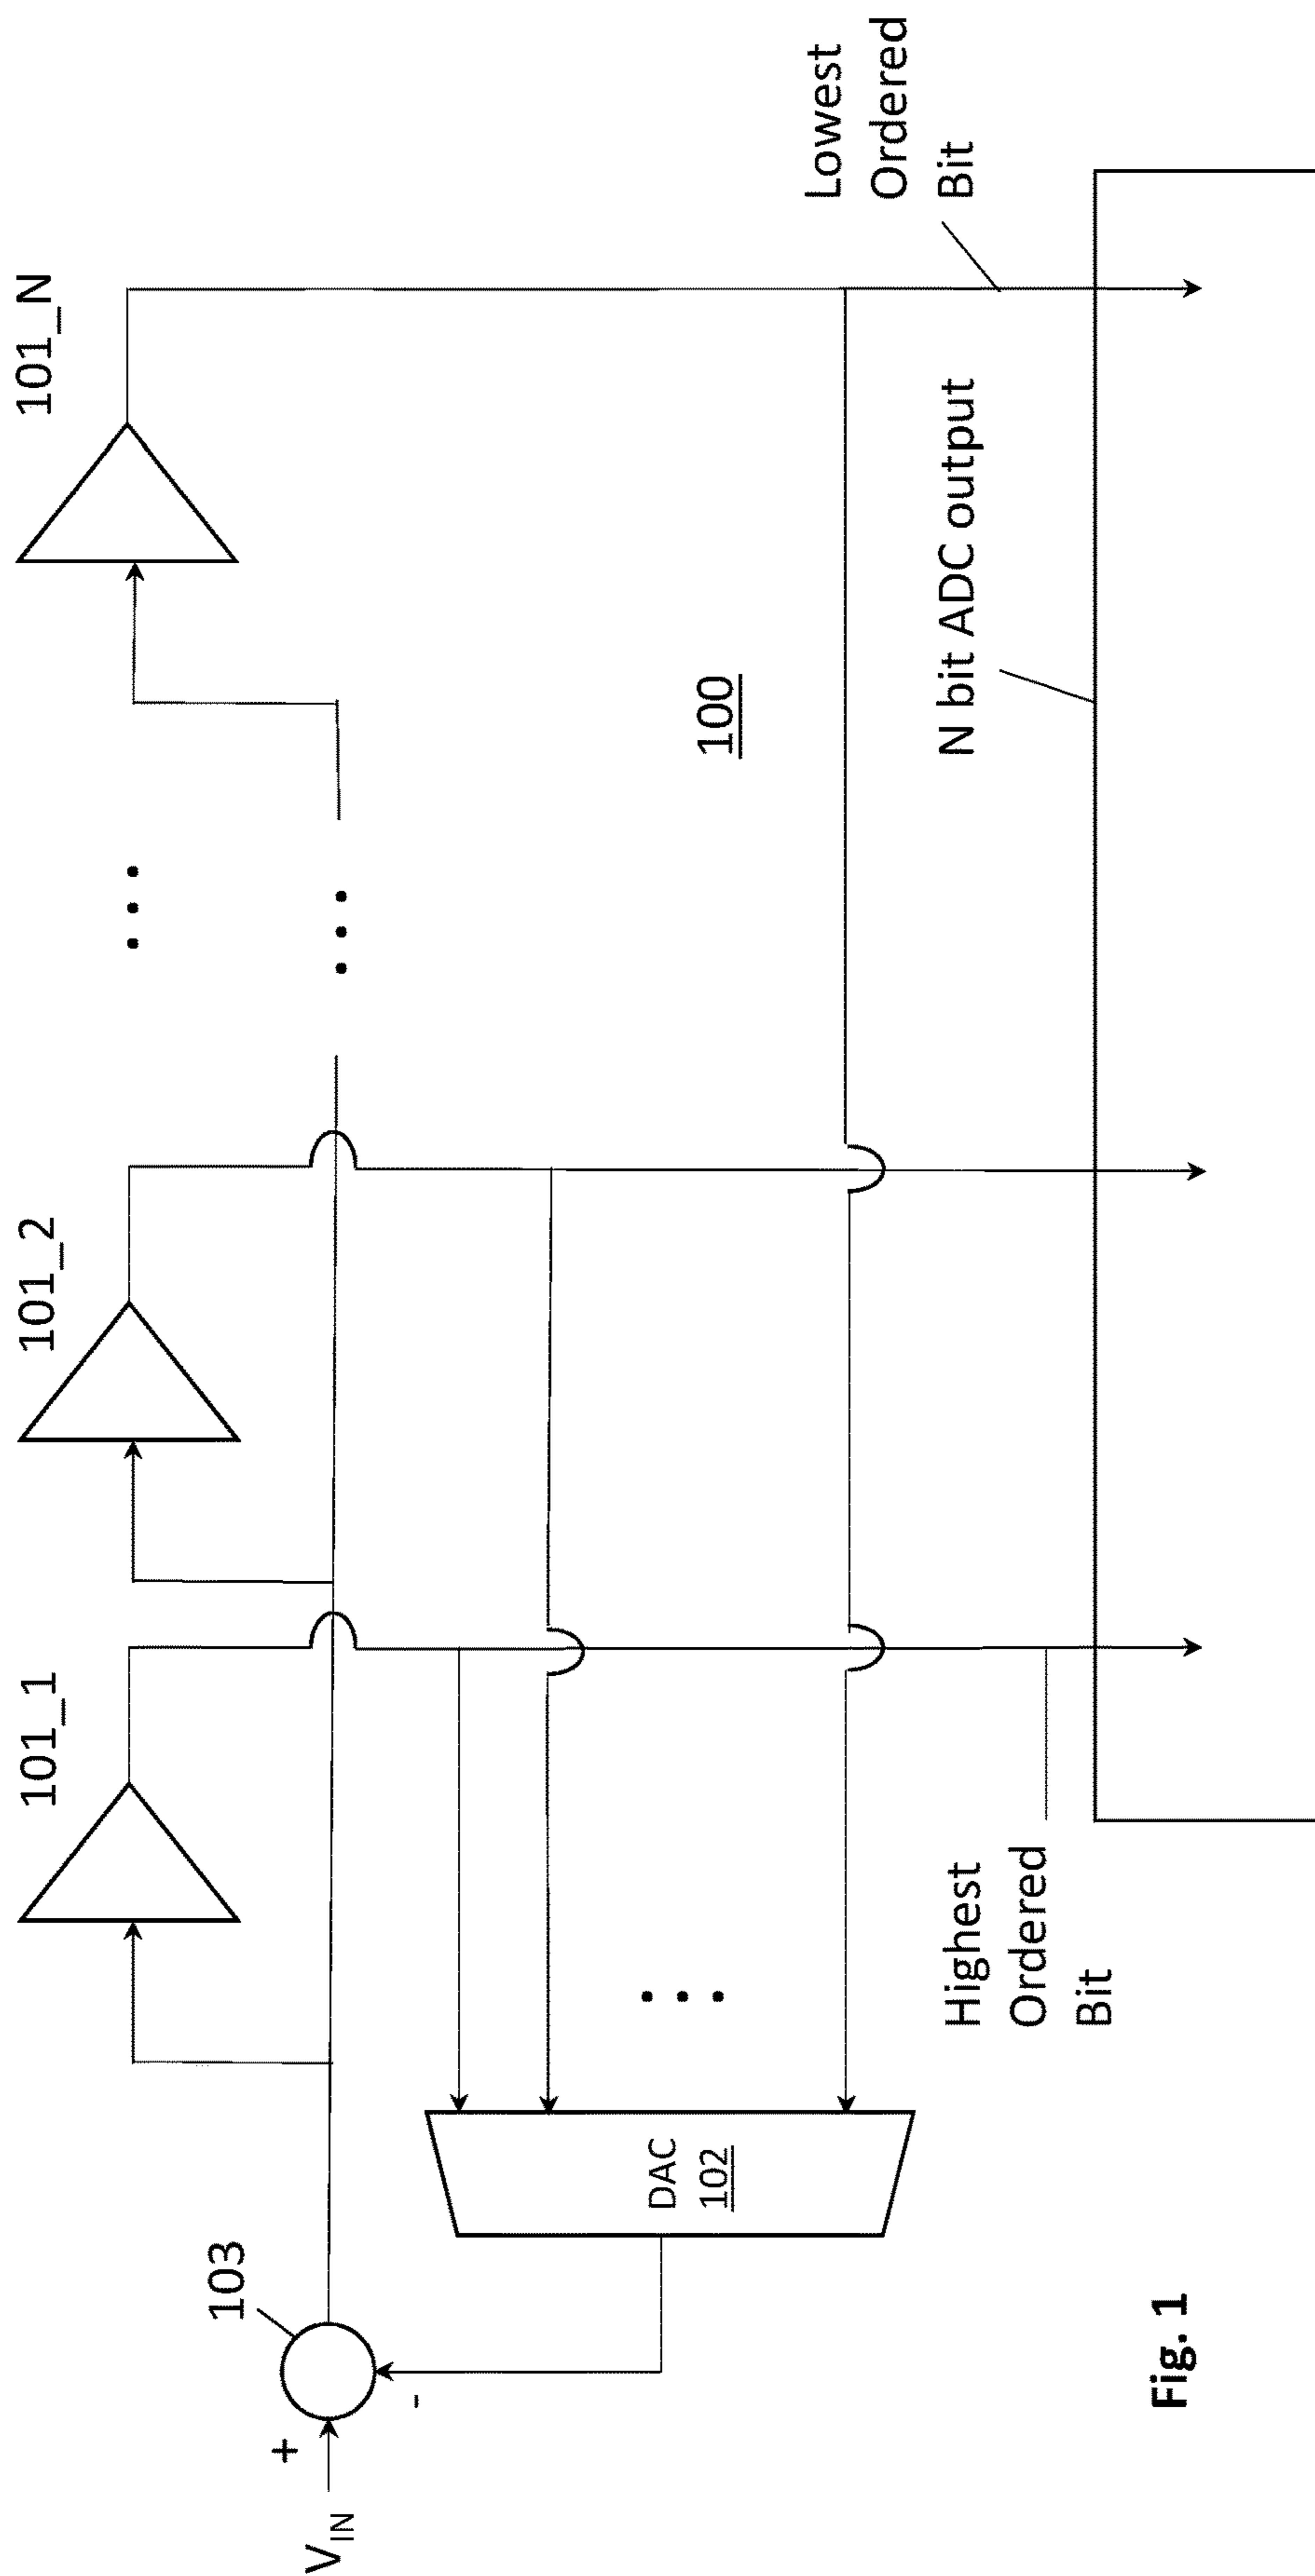 101_1
101_2
101_N
103
+
V_IN
-
DAC
102
100
Highest
Ordered
Bit
N bit ADC output
Lowest
Ordered
Bit
Fig. 1